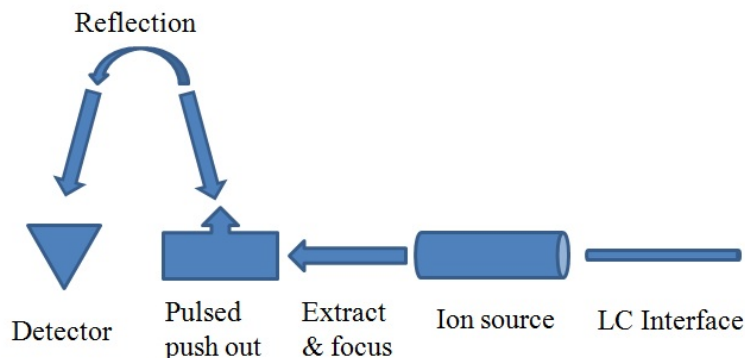 Reflection
Detector
Pulsed
push out
Extract
& focus
Ion source
LC Interface